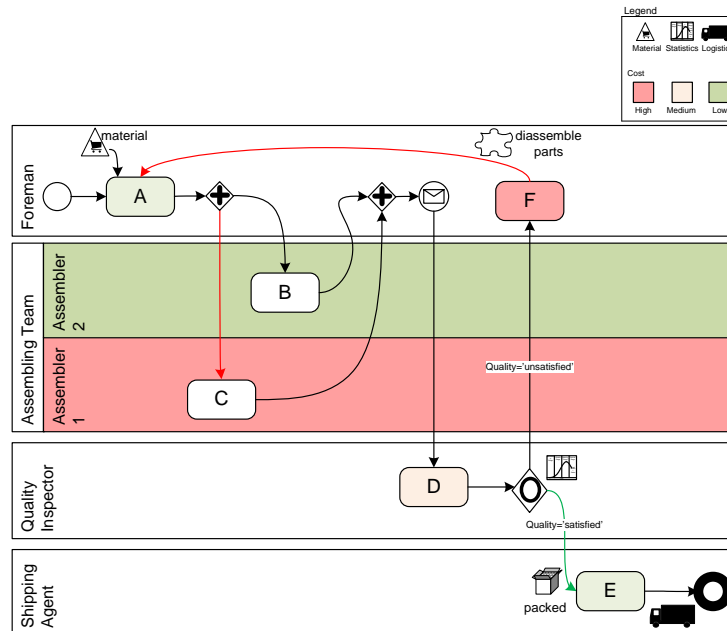 Legend
Material
Statistics
Logistic
Cost
High
Medium
Low
Foreman
material
A
diassemble
parts
F
Assembling Team
Assembler
2
B
Assembler
1
C
Quality='unsatisfied'
Quality
Inspector
D
Quality='satisfied'
Shipping
Agent
packed
E